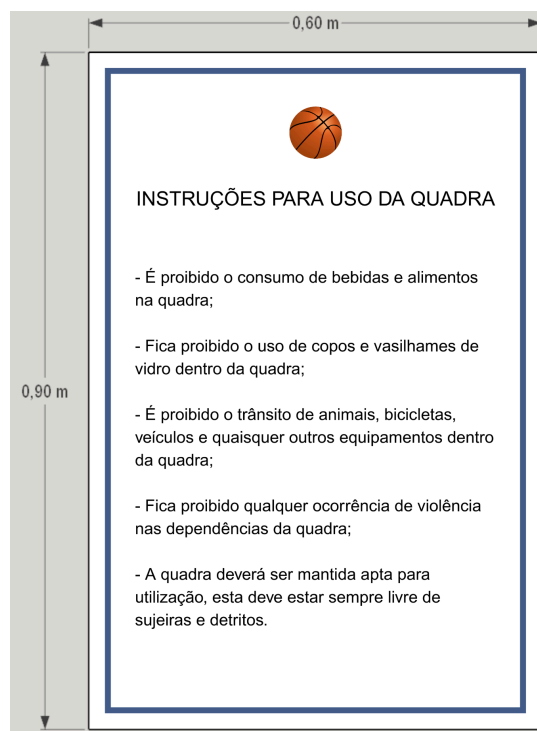 0,60 m
INSTRUÇÕES PARA USO DA QUADRA
- É proibido o consumo de bebidas e alimentos
na quadra;
- Fica proibido o uso de copos e vasilhames de
vidro dentro da quadra;
0,90 m
- É proibido o trânsito de animais, bicicletas,
veículos e quaisquer outros equipamentos dentro
da quadra;
- Fica proibido qualquer ocorrência de violência
nas dependências da quadra;
- A quadra deverá ser mantida apta para
utilização, esta deve estar sempre livre de
sujeiras e detritos.